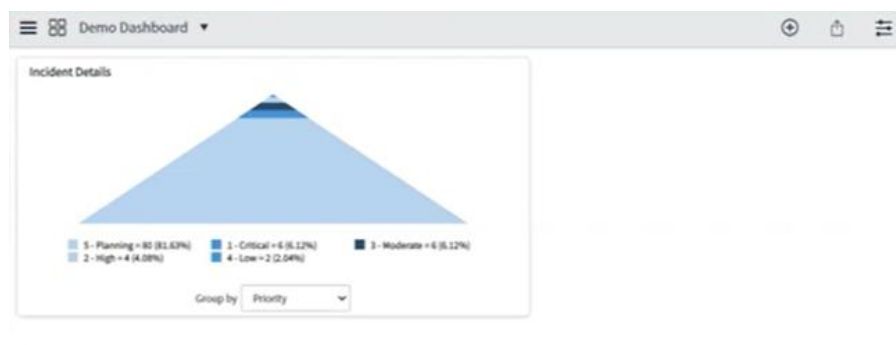 Demo Dashboard
Incident Details
5 - Planning = 80 (81.63%) 1 - Critical = 6 (6.12%) 3 - Moderate = 6 (6.12%)
2 - High = 4 (4.08%) 4 - Low = 2 (2.04%)
Group by Priority